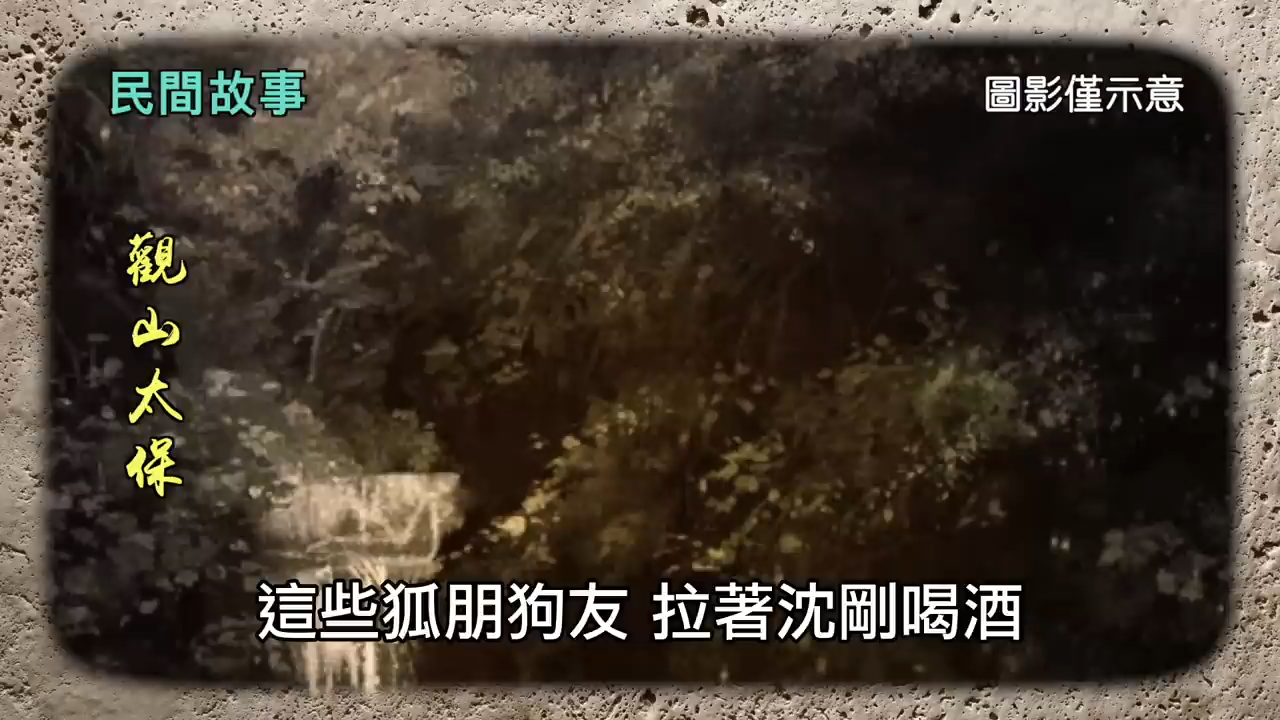 民間故事
圖影僅示意
觀山太保
這些狐朋狗友 拉著沈剛喝酒